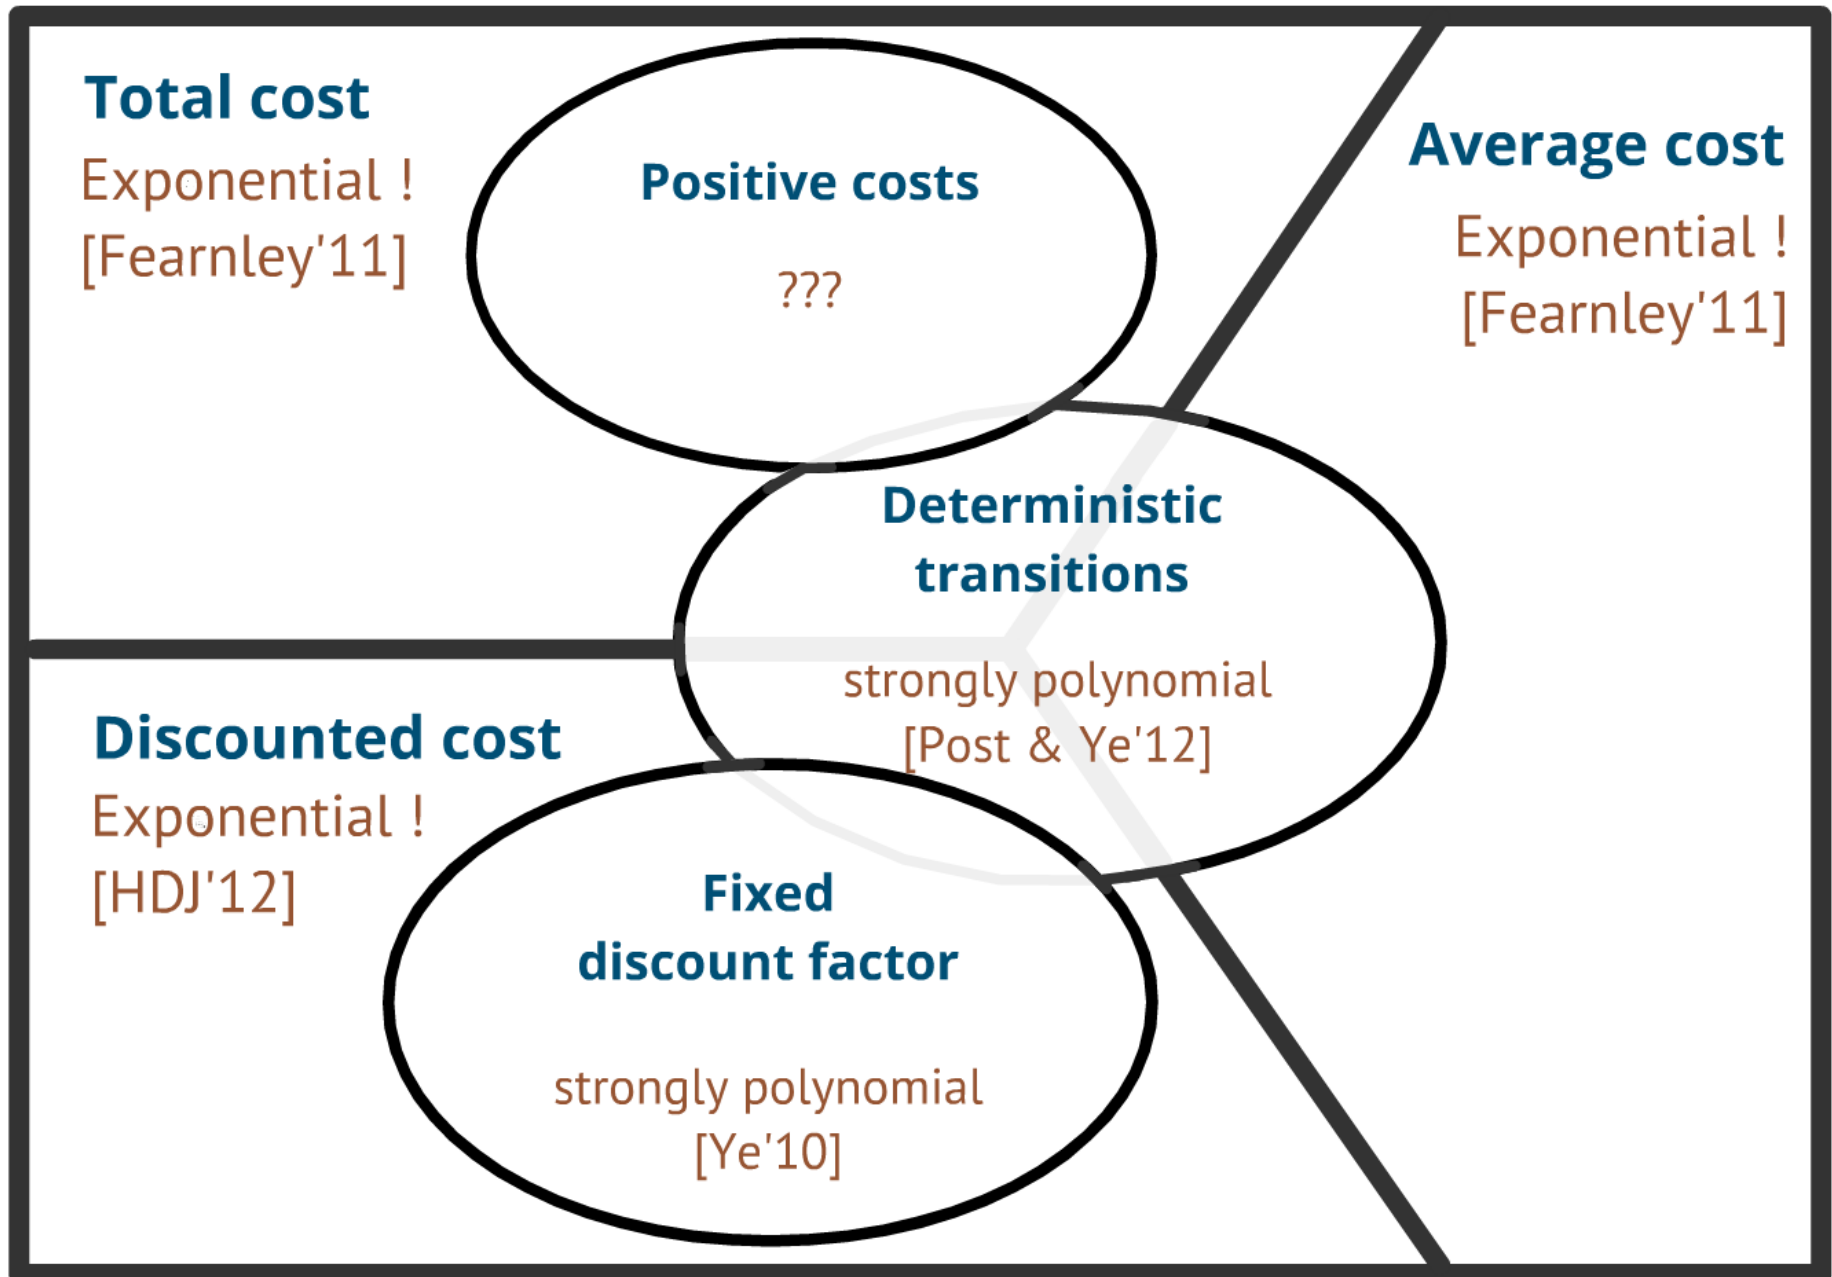 Total cost
Exponential !
[Fearnley'11]
Positive costs
???
Average cost
Exponential !
[Fearnley'11]
Deterministic
transitions
strongly polynomial
[Post & Ye'12]
Discounted cost
Exponential !
[HDJ'12]
Fixed
discount factor
strongly polynomial
[Ye'10]